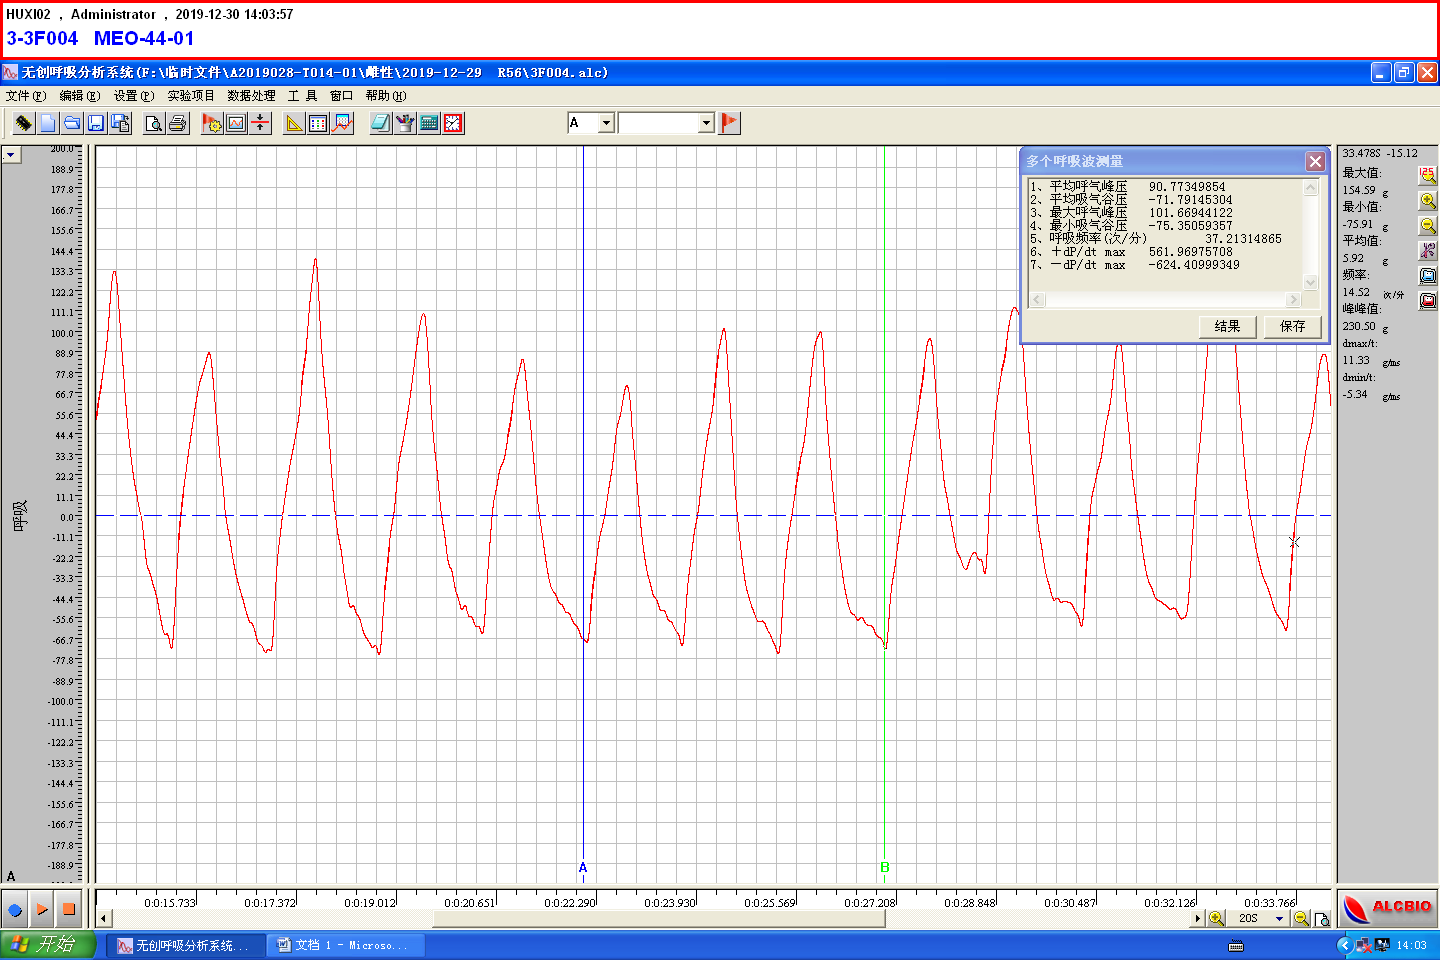 HUXI02 , Administrator , 2019-12-30 14:03:57
3-3F004 MEO-44-01
无创呼吸分析系统(F:\临时文件\A2019028-T014-01\雌性\2019-12-29 R56\3F004.alc)
文件(F) 编辑(E) 设置(P) 实验项目 数据处理 工 具 窗口 帮助(H)
A
200.0
188.9
177.8
166.7
155.6
144.4
133.3
122.2
111.1
100.0
88.9
77.8
66.7
55.6
44.4
33.3
22.2
11.1
0.0
-11.1
-22.2
-33.3
-44.4
-55.6
-66.7
-77.8
-88.9
-100.0
-111.1
-122.2
-133.3
-144.4
-155.6
-166.7
-177.8
-188.9
呼吸
A
多个呼吸波测量
1、平均呼气峰压 90.77349854
2、平均吸气谷压 -71.79145304
3、最大呼气峰压 101.66944122
4、最小吸气谷压 -75.35059357
5、呼吸频率(次/分) 37.21314865
6、＋dP/dt max 561.96975708
7、－dP/dt max -624.40999349
结果 保存
33.478S -15.12
最大值:
154.59 g
最小值:
-75.91 g
平均值:
5.92 g
频率:
14.52 次/分
峰峰值:
230.50 g
dmax/t:
11.33 g/ms
dmin/t:
-5.34 g/ms
125
A B
0:0:15.733 0:0:17.372 0:0:19.012 0:0:20.651 0:0:22.290 0:0:23.930 0:0:25.569 0:0:27.208 0:0:28.848 0:0:30.487 0:0:32.126 0:0:33.766
20S
ALCBIO
开始 无创呼吸分析系统... 文档 1 - Microso... 14:03